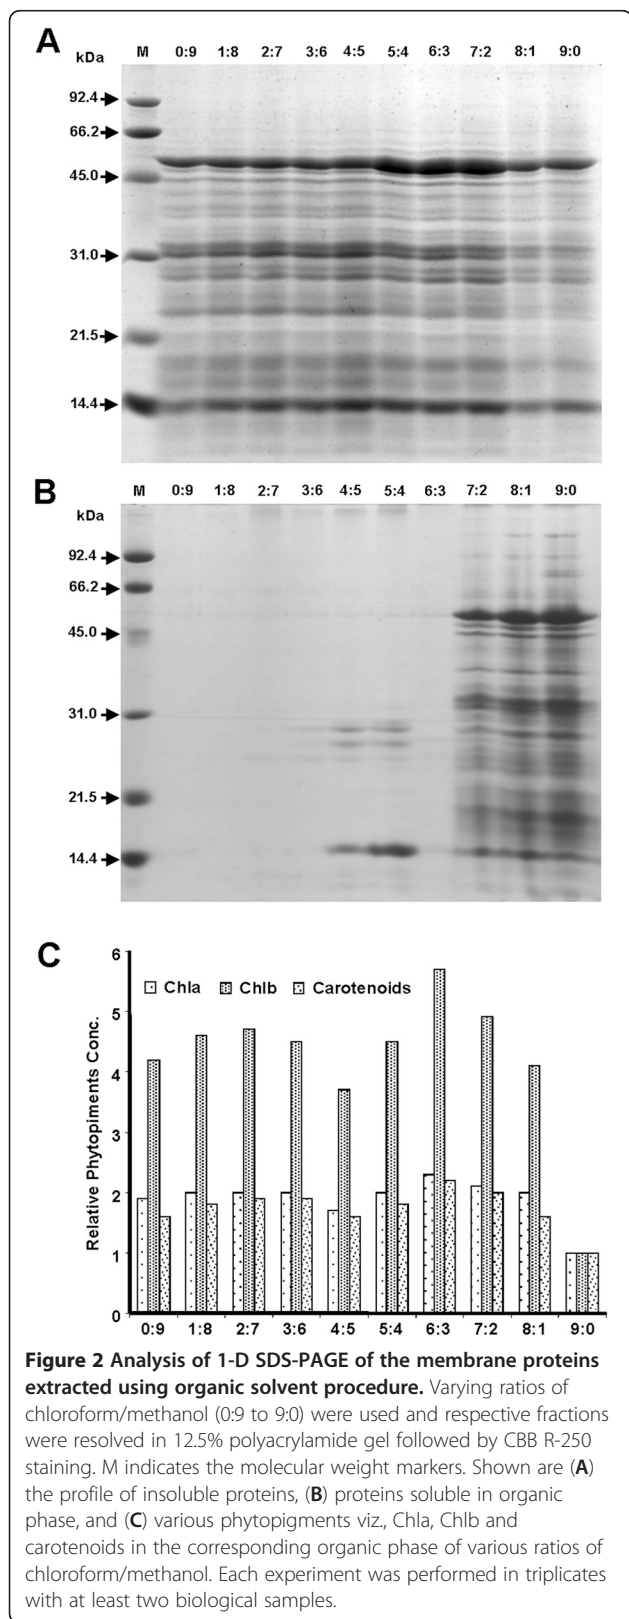 A
kDa M 0:9 1:8 2:7 3:6 4:5 5:4 6:3 7:2 8:1 9:0
92.4
66.2
45.0
31.0
21.5
14.4
B
M 0:9 1:8 2:7 3:6 4:5 5:4 6:3 7:2 8:1 9:0
kDa
92.4
66.2
45.0
31.0
21.5
14.4
C
Relative Phytopiments Conc.
6
5
4
3
2
1
0
Chla Chlb Carotenoids
0:9 1:8 2:7 3:6 4:5 5:4 6:3 7:2 8:1 9:0
Figure 2 Analysis of 1-D SDS-PAGE of the membrane proteins
extracted using organic solvent procedure. Varying ratios of
chloroform/methanol (0:9 to 9:0) were used and respective fractions
were resolved in 12.5% polyacrylamide gel followed by CBB R-250
staining. M indicates the molecular weight markers. Shown are (A)
the profile of insoluble proteins, (B) proteins soluble in organic
phase, and (C) various phytopigments viz., Chla, Chlb and
carotenoids in the corresponding organic phase of various ratios of
chloroform/methanol. Each experiment was performed in triplicates
with at least two biological samples.